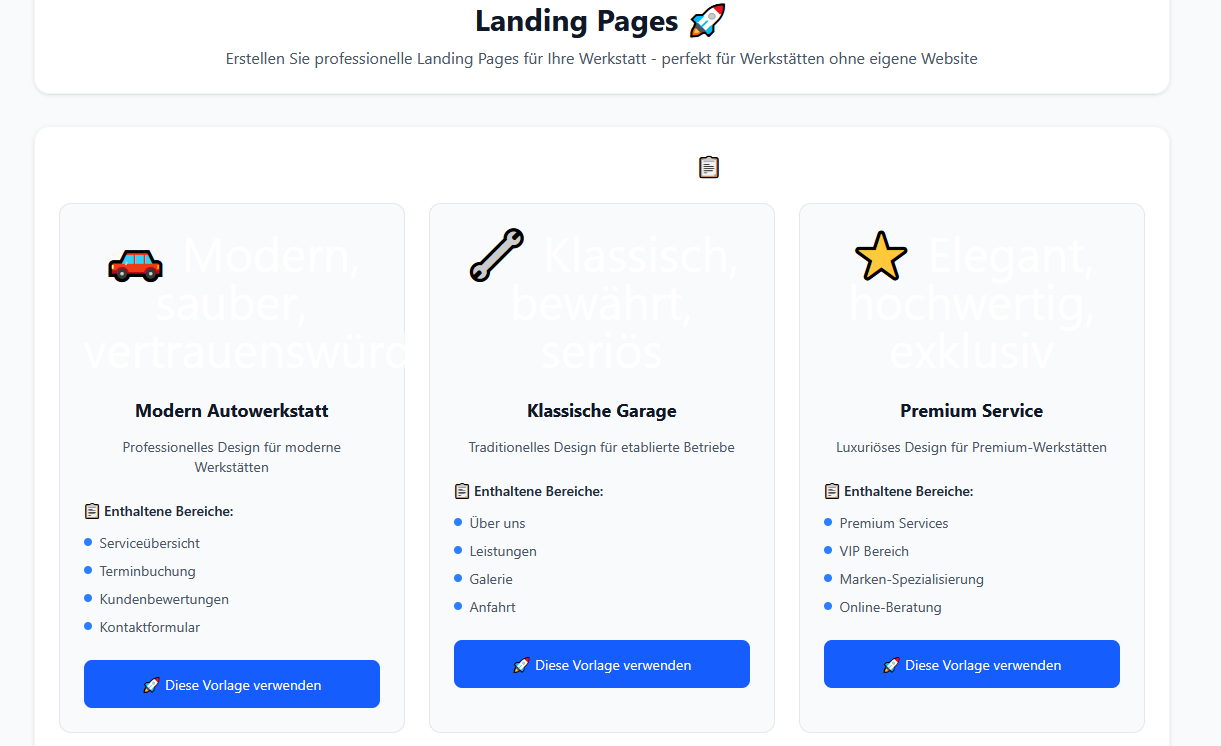 Landing Pages 🚀
Erstellen Sie professionelle Landing Pages für Ihre Werkstatt - perfekt für Werkstätten ohne eigene Website
📋
🚗 Modern,
sauber,
🔧 Klassisch,
bewährt,
seriös
⭐ Elegant,
hochwertig,
exklusiv
Modern Autowerkstatt
Professionelles Design für moderne
Werkstätten
📋 Enthaltene Bereiche:
Serviceübersicht
Terminbuchung
Kundenbewertungen
Kontaktformular
🚀 Diese Vorlage verwenden
Klassische Garage
Traditionelles Design für etablierte Betriebe
📋 Enthaltene Bereiche:
Über uns
Leistungen
Galerie
Anfahrt
🚀 Diese Vorlage verwenden
Premium Service
Luxuriöses Design für Premium-Werkstätten
📋 Enthaltene Bereiche:
Premium Services
VIP Bereich
Marken-Spezialisierung
Online-Beratung
🚀 Diese Vorlage verwenden